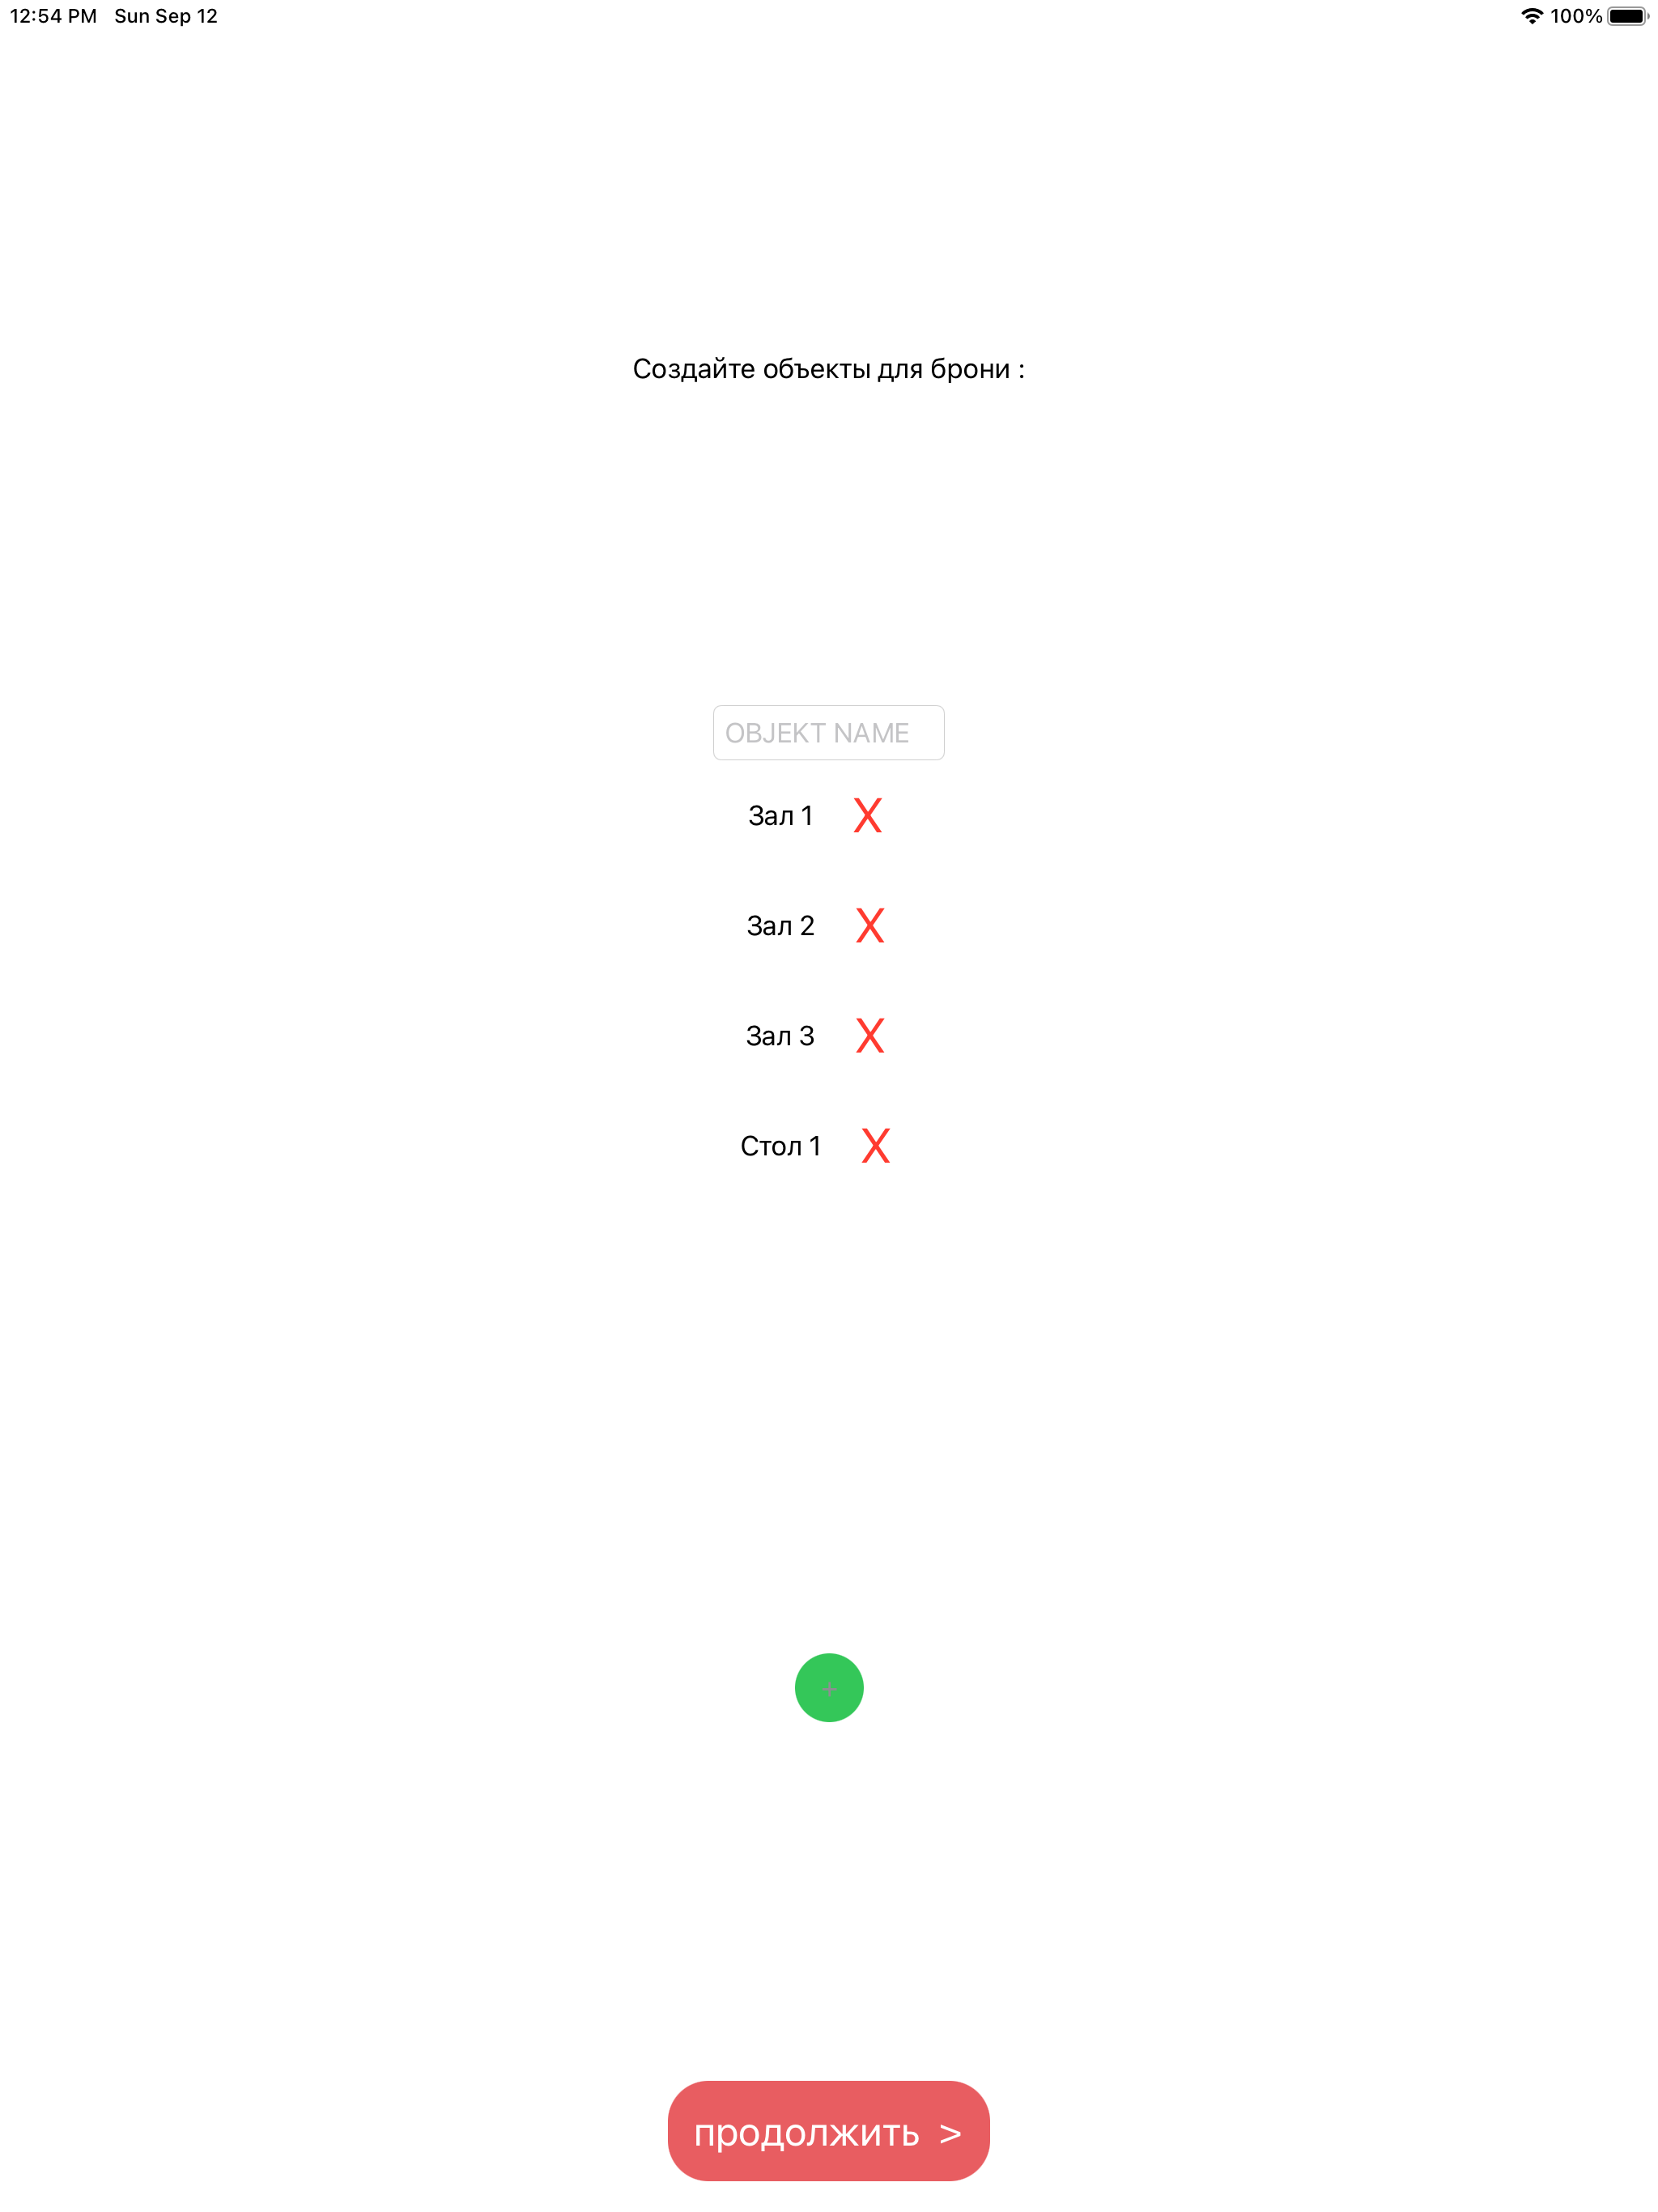 12:54 PM Sun Sep 12 100%
Создайте объекты для брони :
OBJEKT NAME
Зал 1 X
Зал 2 X
Зал 3 X
Стол 1 X
+
продолжить >